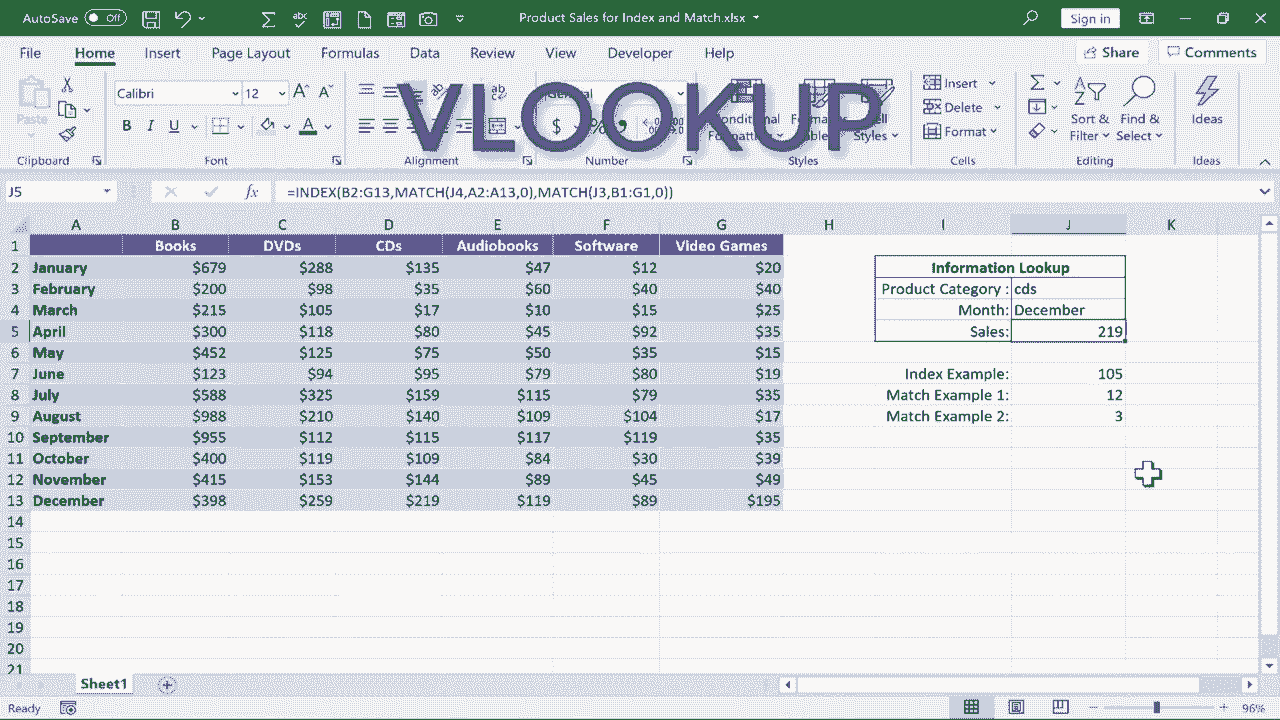 AutoSave Off Product Sales for Index and Match.xlsx Sign in
File Home Insert Page Layout Formulas Data Review View Developer Help Share Comments
VLOOKUP
Paste Calibri 12 Insert Delete Format Sort & Filter Find & Select Ideas
Styles
Clipboard Font Alignment Number Styles Cells Editing Ideas
J5 fx =INDEX(B2:G13,MATCH(J4,A2:A13,0),MATCH(J3,B1:G1,0))
A B C D E F G H I J K
1 Books DVDs CDs Audiobooks Software Video Games
2 January $679 $288 $135 $47 $12 $20 Information Lookup
3 February $200 $98 $35 $60 $40 $40 Product Category : cds
4 March $215 $105 $17 $10 $15 $25 Month: December
5 April $300 $118 $80 $45 $92 $35 Sales: 219
6 May $452 $125 $75 $50 $35 $15
7 June $123 $94 $55 $79 $80 $19 Index Example: 105
8 July $588 $325 $159 $115 $79 $35 Match Example 1: 12
9 August $988 $210 $140 $109 $104 $17 Match Example 2: 3
10 September $955 $112 $115 $117 $119 $35
11 October $400 $119 $109 $84 $30 $39
12 November $415 $153 $144 $89 $45 $49
13 December $398 $259 $219 $119 $89 $195
14
15
16
17
18
19
20
21
Sheet1
Ready 96%